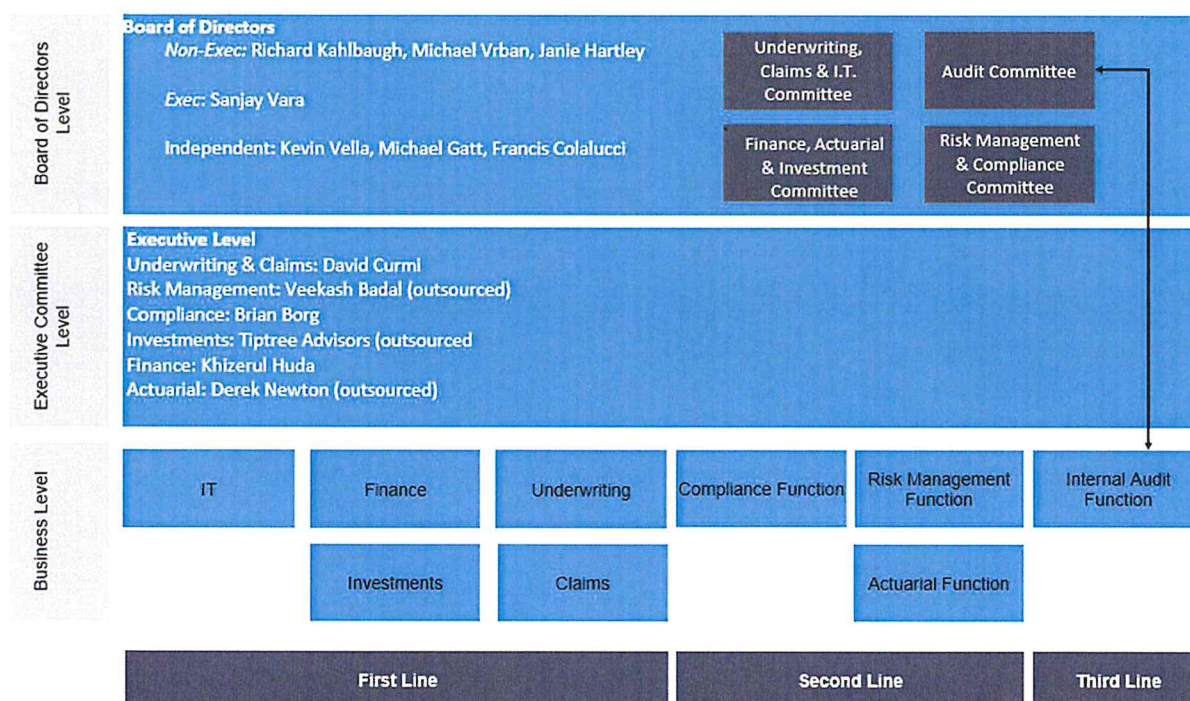 Board of Directors
Level
Board of Directors
Non-Exec: Richard Kahlbaugh, Michael Vrban, Janie Hartley
Exec: Sanjay Vara
Independent: Kevin Vella, Michael Gatt, Francis Colalucci
Underwriting,
Claims & I.T.
Committee
Audit Committee
Finance, Actuarial
& Investment
Committee
Risk Management
& Compliance
Committee
Executive Committee
Level
Executive Level
Underwriting & Claims: David Curmi
Risk Management: Veekash Badal (outsourced)
Compliance: Brian Borg
Investments: Tiptree Advisors (outsourced
Finance: Khizerul Huda
Actuarial: Derek Newton (outsourced)
Business Level
IT
Finance
Underwriting
Compliance Function
Risk Management
Function
Internal Audit
Function
Investments
Claims
Actuarial Function
First Line
Second Line
Third Line